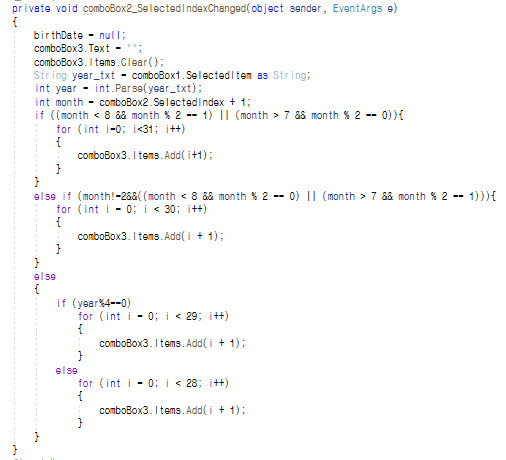 private void comboBox2_SelectedIndexChanged(object sender, EventArgs e)
{
birthDate = null;
comboBox3.Text = "";
comboBox3.Items.Clear();
String year_txt = comboBox1.SelectedItem as String;
int year = int.Parse(year_txt);
int month = comboBox2.SelectedIndex + 1;
if ((month < 8 && month % 2 == 1) || (month > 7 && month % 2 == 0)){
for (int i=0; i<31; i++)
{
comboBox3.Items.Add(i+1);
}
}
else if (month!=2&&((month < 8 && month % 2 == 0) || (month > 7 && month % 2 == 1))){
for (int i = 0; i < 30; i++)
{
comboBox3.Items.Add(i + 1);
}
}
else
{
if (year%4==0)
for (int i = 0; i < 29; i++)
{
comboBox3.Items.Add(i + 1);
}
else
for (int i = 0; i < 28; i++)
{
comboBox3.Items.Add(i + 1);
}
}
}